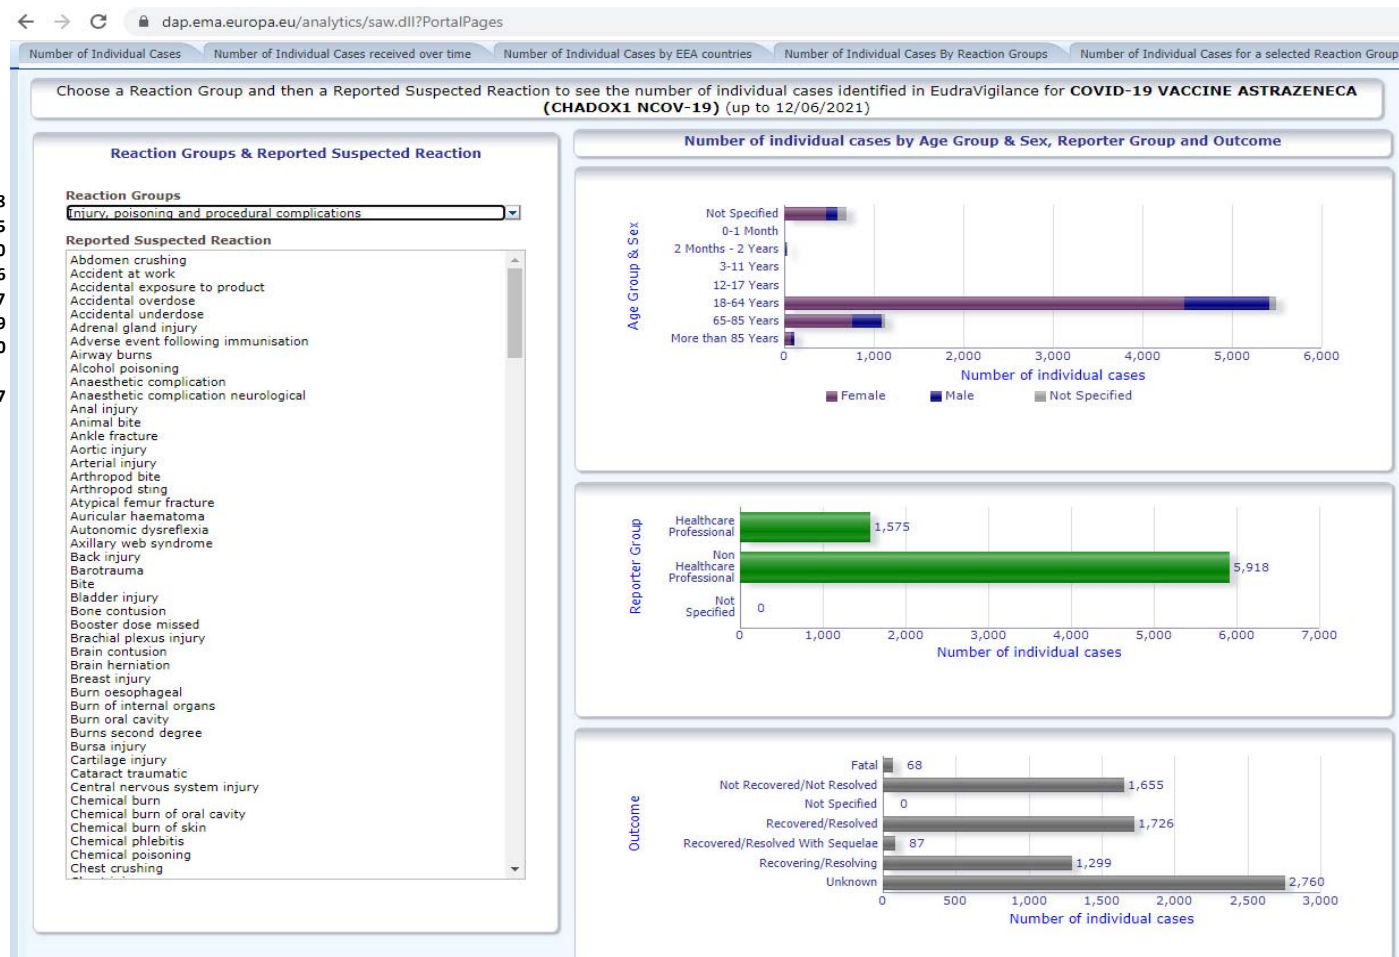 dap.ema.europa.eu/analytics/saw.dll?PortalPages
Number of Individual Cases
Number of Individual Cases received over time
Number of Individual Cases by EEA countries
Number of Individual Cases By Reaction Groups
Number of Individual Cases for a selected Reaction Group
Choose a Reaction Group and then a Reported Suspected Reaction to see the number of individual cases identified in EudraVigilance for COVID-19 VACCINE ASTRAZENECA
(CHADOX1 NCOV-19) (up to 12/06/2021)
Reaction Groups & Reported Suspected Reaction
Reaction Groups
Injury, poisoning and procedural complications
Reported Suspected Reaction
Abdomen crushing
Accident at work
Accidental exposure to product
Accidental overdose
Accidental underdose
Adrenal gland injury
Adverse event following immunisation
Airway burns
Alcohol poisoning
Anaesthetic complication
Anaesthetic complication neurological
Anal injury
Animal bite
Ankle fracture
Aortic injury
Arterial injury
Arthropod bite
Arthropod sting
Atypical femur fracture
Auricular haematoma
Autonomic dysreflexia
Axillary web syndrome
Back injury
Barotrauma
Bite
Bladder injury
Bone contusion
Booster dose missed
Brachial plexus injury
Brain contusion
Brain herniation
Breast injury
Burn oesophageal
Burn of internal organs
Burn oral cavity
Burns second degree
Bursa injury
Cartilage injury
Cataract traumatic
Central nervous system injury
Chemical burn
Chemical burn of oral cavity
Chemical burn of skin
Chemical phlebitis
Chemical poisoning
Chest crushing
Number of individual cases by Age Group & Sex, Reporter Group and Outcome
Age Group & Sex
Not Specified
0-1 Month
2 Months - 2 Years
3-11 Years
12-17 Years
18-64 Years
65-85 Years
More than 85 Years
0 1,000 2,000 3,000 4,000 5,000 6,000
Number of individual cases
Female Male Not Specified
Reporter Group
Healthcare
Professional
1,575
Non
Healthcare
Professional
5,918
Not
Specified
0
0 1,000 2,000 3,000 4,000 5,000 6,000 7,000
Number of individual cases
Outcome
Fatal 68
Not Recovered/Not Resolved 1,655
Not Specified 0
Recovered/Resolved 1,726
Recovered/Resolved With Sequelae 87
Recovering/Resolving 1,299
Unknown 2,760
0 500 1,000 1,500 2,000 2,500 3,000
Number of individual cases